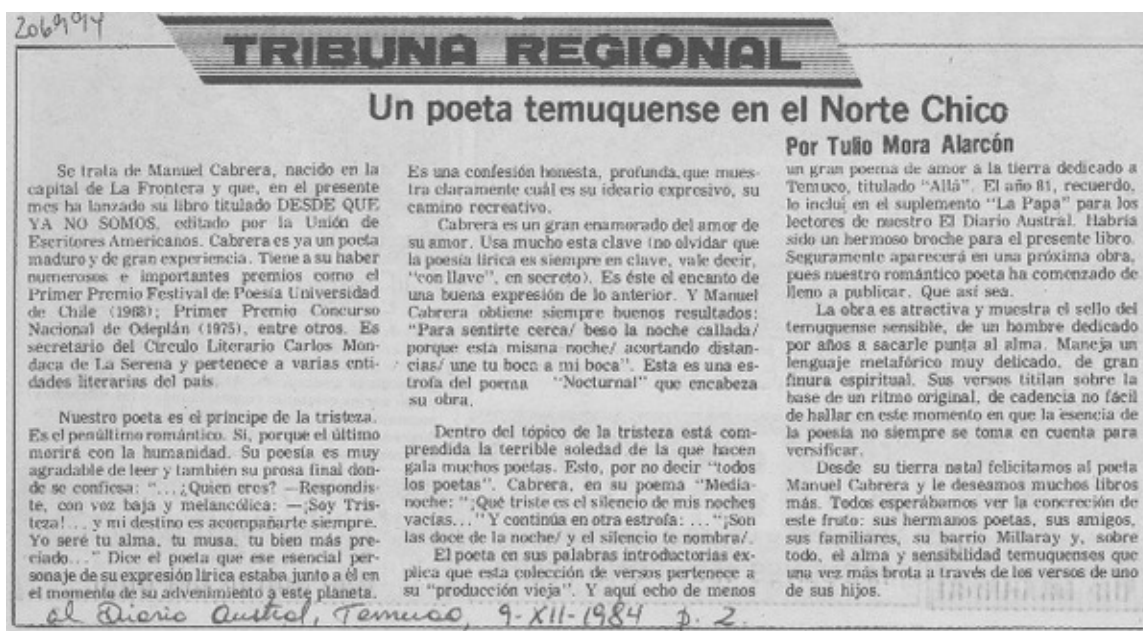 206994
TRIBUNA REGIONAL
Un poeta temuquense en el Norte Chico
Por Tulio Mora Alarcón
Se trata de Manuel Cabrera, nacido en la
capital de La Frontera y que, en el presente
mes ha lanzado su libro titulado DESDE QUE
YA NO SOMOS, editado por la Unión de
Escritores Americanos. Cabrera es ya un poeta
maduro y de gran experiencia. Tiene a su haber
numerosos e importantes premios como el
Primer Premio Festival de Poesía Universidad
de Chile (1968); Primer Premio Concurso
Nacional de Odeplán (1975), entre otros. Es
secretario del Círculo Literario Carlos Mon-
daca de La Serena y pertenece a varias enti-
dades literarias del país.
Nuestro poeta es el príncipe de la tristeza.
Es el penúltimo romántico. Sí, porque el último
morirá con la humanidad. Su poesía es muy
agradable de leer y también su prosa final don-
de se confiesa: "...¿Quien eres? —Respondis-
te, con voz baja y melancólica: —¡Soy Tris-
teza!... y mi destino es acompañarte siempre.
Yo seré tu alma, tu musa, tu bien más pre-
ciado..." Dice el poeta que ese esencial per-
sonaje de su expresión lírica estaba junto a él en
el momento de su advenimiento a este planeta.
Es una confesión honesta, profunda, que mues-
tra claramente cuál es su ideario expresivo, su
camino recreativo.
Cabrera es un gran enamorado del amor de
su amor. Usa mucho esta clave (no olvidar que
la poesía lírica es siempre en clave, vale decir,
"con llave", en secreto). Es éste el encanto de
una buena expresión de lo anterior. Y Manuel
Cabrera obtiene siempre buenos resultados:
"Para sentirte cerca/ beso la noche callada/
porque esta misma noche/ acortando distan-
cias/ une tu boca a mi boca". Esta es una es-
trofa del poema "Nocturnal" que encabeza
su obra.
Dentro del tópico de la tristeza está com-
prendida la terrible soledad de la que hacen
gala muchos poetas. Esto, por no decir "todos
los poetas". Cabrera, en su poema "Media-
noche: "¡Qué triste es el silencio de mis noches
vacías..." Y continúa en otra estrofa: ... "¡Son
las doce de la noche/ y el silencio te nombra/.
El poeta en sus palabras introductorias ex-
plica que esta colección de versos pertenece a
su "producción vieja". Y aquí echo de menos
un gran poema de amor a la tierra dedicado a
Temuco, titulado "Allá". El año 81, recuerdo,
lo incluí en el suplemento "La Papa" para los
lectores de nuestro El Diario Austral. Habría
sido un hermoso broche para el presente libro.
Seguramente aparecerá en una próxima obra,
pues nuestro romántico poeta ha comenzado de
lleno a publicar. Que así sea.
La obra es atractiva y muestra el sello del
temuquense sensible, de un hombre dedicado
por años a sacarle punta al alma. Maneja un
lenguaje metafórico muy delicado, de gran
finura espiritual. Sus versos titilan sobre la
base de un ritmo original, de cadencia no fácil
de hallar en este momento en que la esencia de
la poesía no siempre se toma en cuenta para
versificar.
Desde su tierra natal felicitamos al poeta
Manuel Cabrera y le deseamos muchos libros
más. Todos esperábamos ver la concreción de
este fruto: sus hermanos poetas, sus amigos,
sus familiares, su barrio Millaray y, sobre
todo, el alma y sensibilidad temuquenses que
una vez más brota a través de los versos de uno
de sus hijos.
el Diario Austral, Temuco, 9-XII-1984 p. 2.